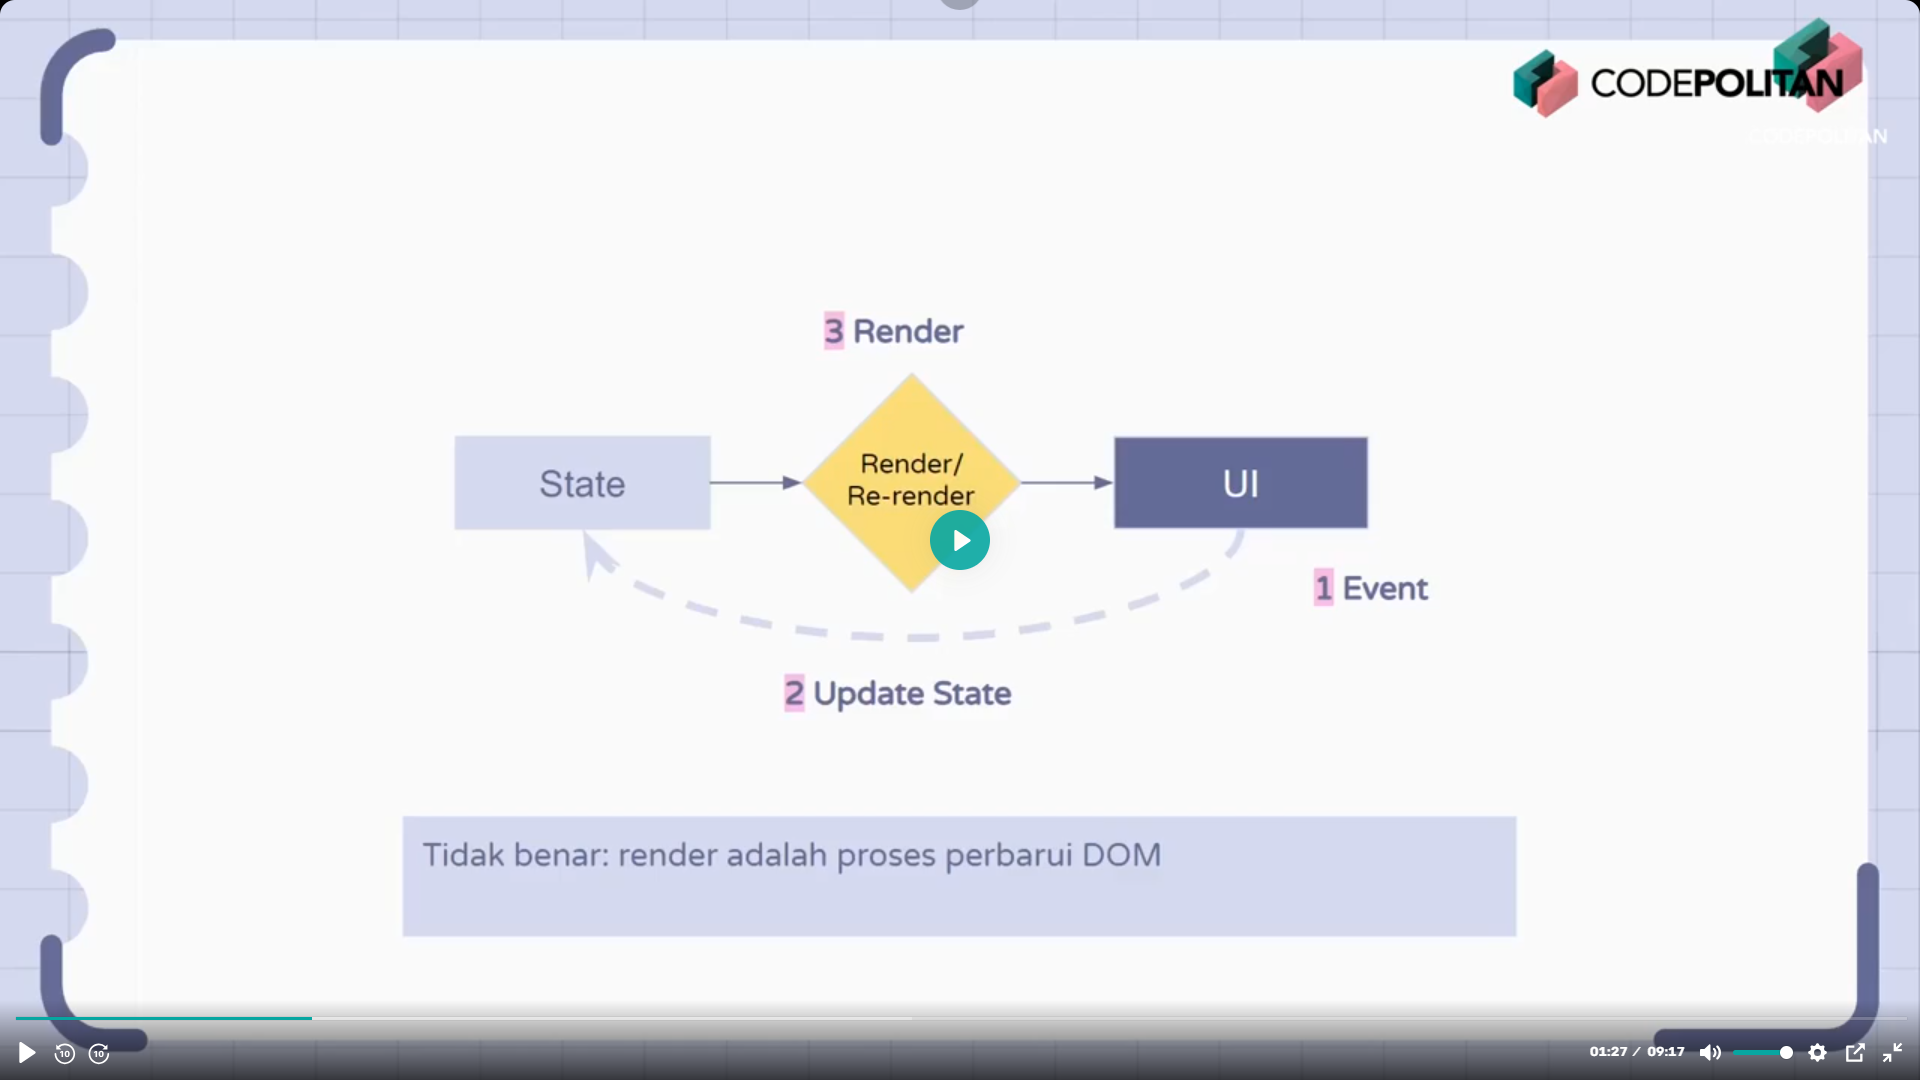 CODEPOLITAN
CODEPOLITAN
3 Render
State
Render/
Re-render
UI
1 Event
2 Update State
Tidak benar: render adalah proses perbarui DOM
10
10
01:27 / 09:17